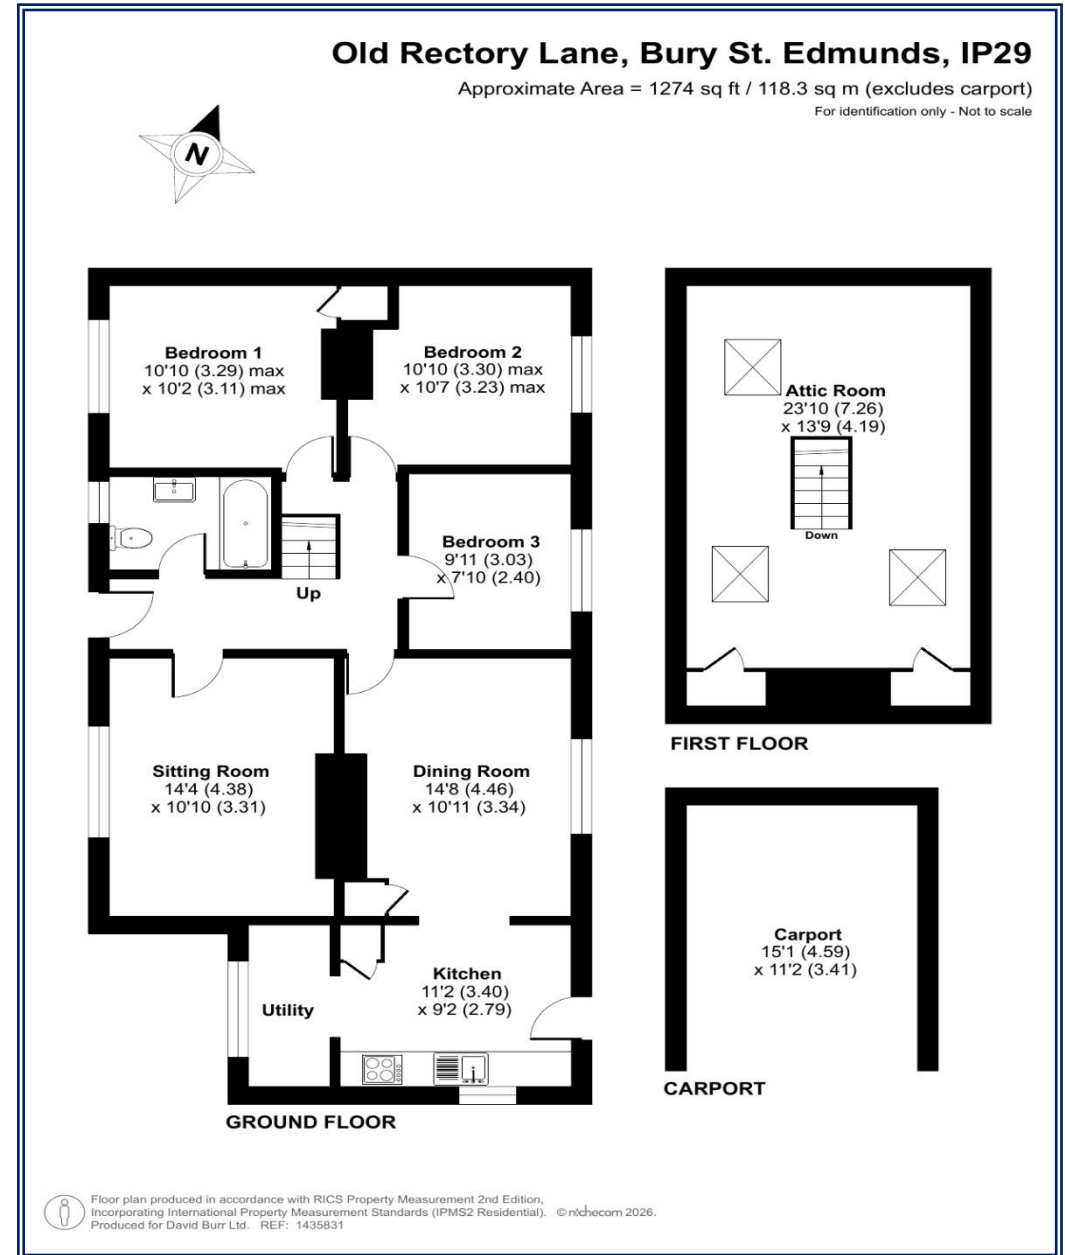 Old Rectory Lane, Bury St. Edmunds, IP29
Approximate Area = 1274 sq ft / 118.3 sq m (excludes carport)
For identification only - Not to scale
N
Bedroom 1
10'10 (3.29) max
x 10'2 (3.11) max
Bedroom 2
10'10 (3.30) max
x 10'7 (3.23) max
Attic Room
23'10 (7.26)
x 13'9 (4.19)
Down
Bedroom 3
9'11 (3.03)
x 7'10 (2.40)
Up
Sitting Room
14'4 (4.38)
x 10'10 (3.31)
Dining Room
14'8 (4.46)
x 10'11 (3.34)
FIRST FLOOR
Carport
15'1 (4.59)
x 11'2 (3.41)
Kitchen
11'2 (3.40)
x 9'2 (2.79)
Utility
CARPORT
GROUND FLOOR
Floor plan produced in accordance with RICS Property Measurement 2nd Edition,
Incorporating International Property Measurement Standards (IPMS2 Residential). © nichecom 2026.
Produced for David Burr Ltd. REF: 1435831